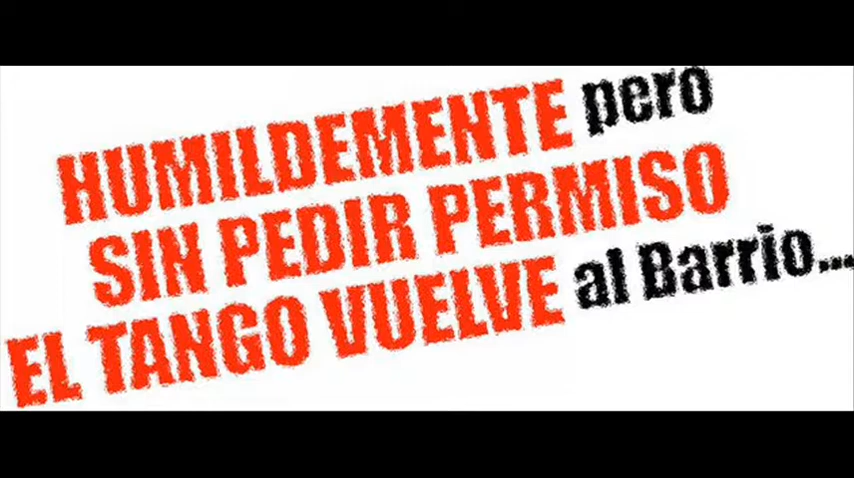 HUMILDEMENTE pero
SIN PEDIR PERMISO
EL TANGO VUELVE al Barrio...